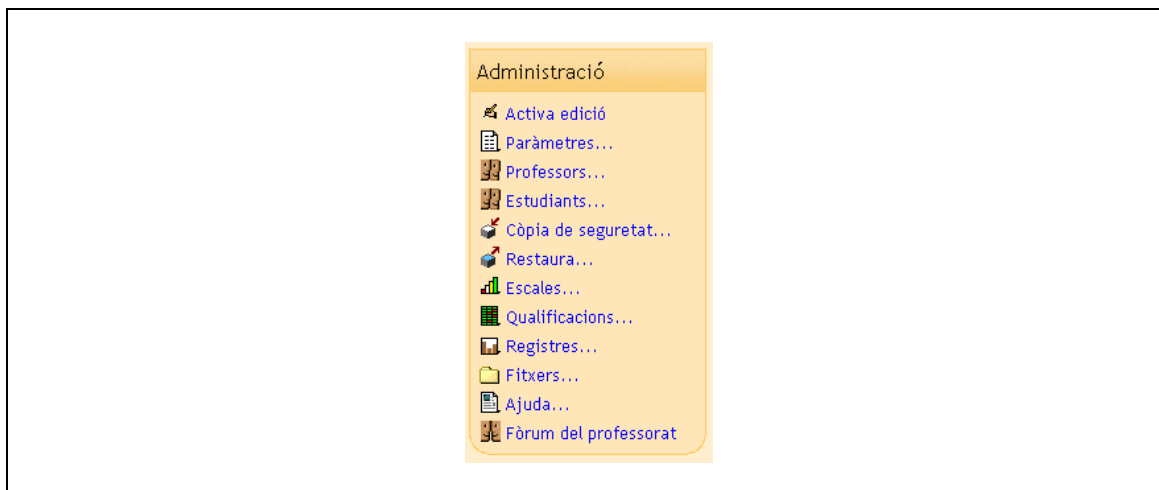 Administració
Activa edició
Paràmetres...
Professors...
Estudiants...
Còpia de seguretat...
Restaura...
Escales...
Qualificacions...
Registres...
Fitxers...
Ajuda...
Fòrum del professorat